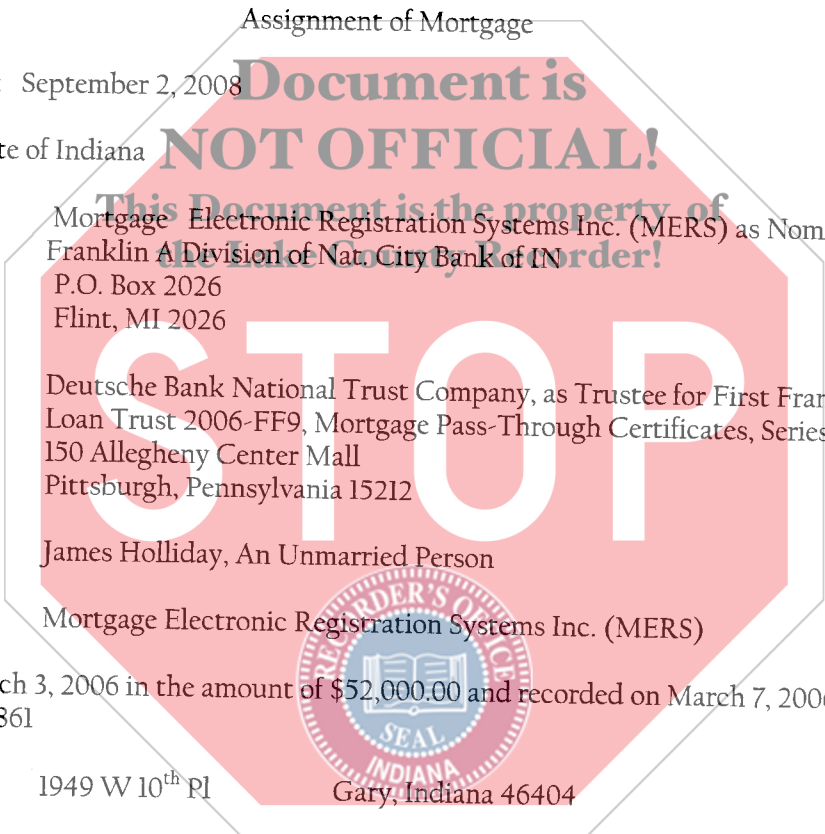 Assignment of Mortgage
September 2, 2008
Document is
te of Indiana
NOT OFFICIAL!
This Document is the property of
the Lake County Recorder!
Mortgage Electronic Registration Systems Inc. (MERS) as Nom
Franklin A Division of Nat. City Bank of IN
P.O. Box 2026
Flint, MI 2026
STOP
Deutsche Bank National Trust Company, as Trustee for First Fran
Loan Trust 2006-FF9, Mortgage Pass-Through Certificates, Series
150 Allegheny Center Mall
Pittsburgh, Pennsylvania 15212
James Holliday, An Unmarried Person
Mortgage Electronic Registration Systems Inc. (MERS)
ch 3, 2006 in the amount of $52,000.00 and recorded on March 7, 200
861
RECORDER'S OFFICE
SEAL
INDIANA
1949 W 10th Pl Gary, Indiana 46404